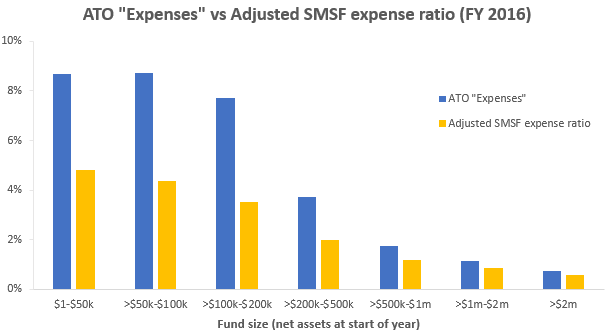 ATO "Expenses" vs Adjusted SMSF expense ratio (FY 2016)
10%
8%
6%
4%
2%
0%
ATO "Expenses"
Adjusted SMSF expense ratio
$1-$50k >$50k-$100k >$100k-$200k >$200k-$500k >$500k-$1m >$1m-$2m >$2m
Fund size (net assets at start of year)